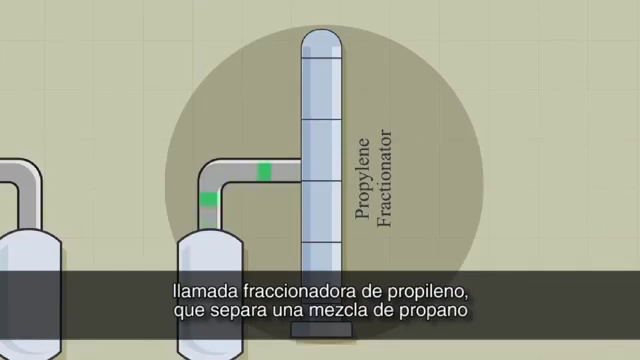 Propylene
Fractionator
llamada fraccionadora de propileno,
que separa una mezcla de propano